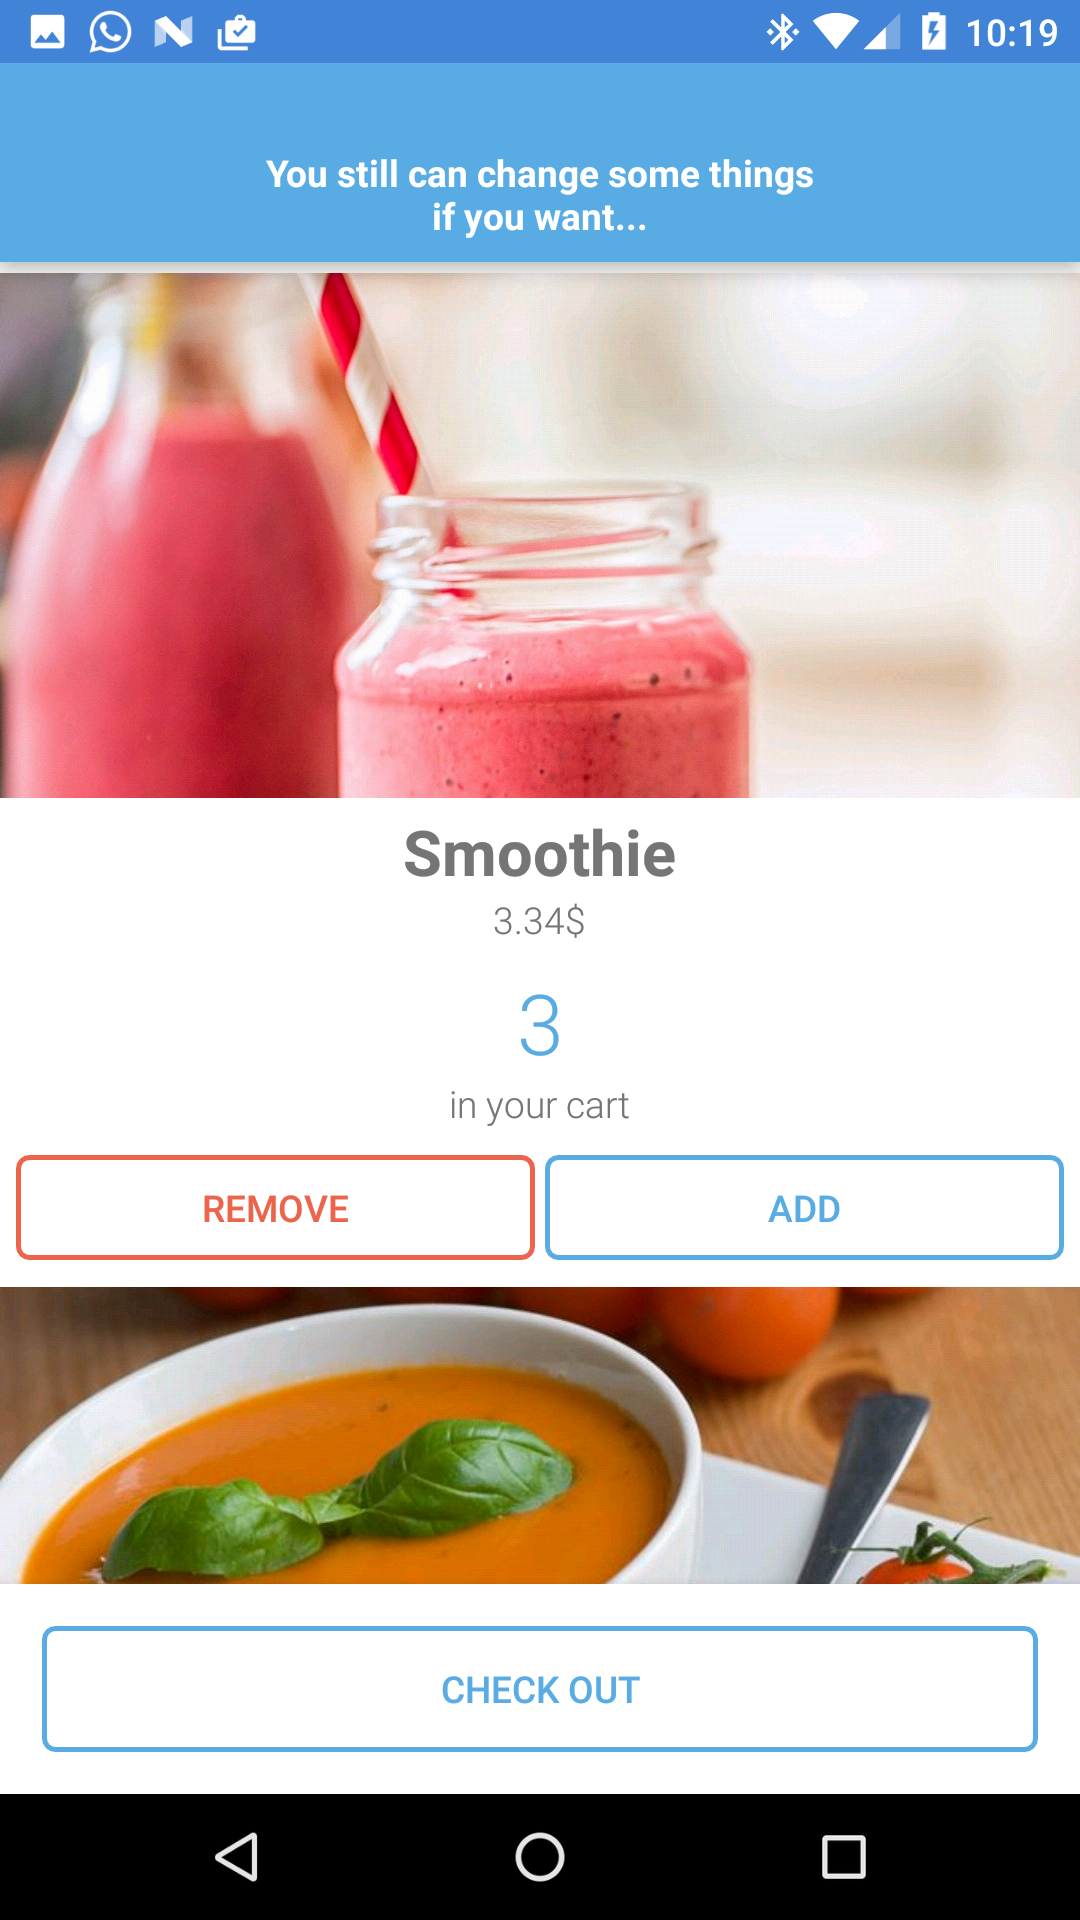 10:19
You still can change some things
if you want...
Smoothie
3.34$
3
in your cart
REMOVE
ADD
CHECK OUT